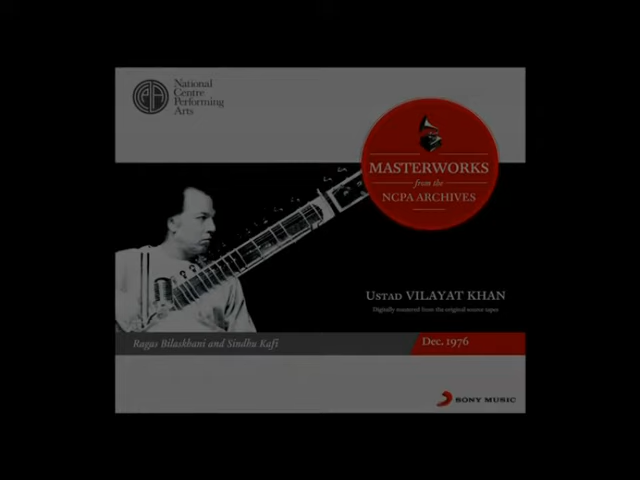 National
Centre
Performing
Arts
MASTERWORKS
from the
NCPA ARCHIVES
USTAD VILAYAT KHAN
Digitally mastered from the original source tapes
Ragas Bilaskhani and Sindhu Kafi
Dec. 1976
SONY MUSIC